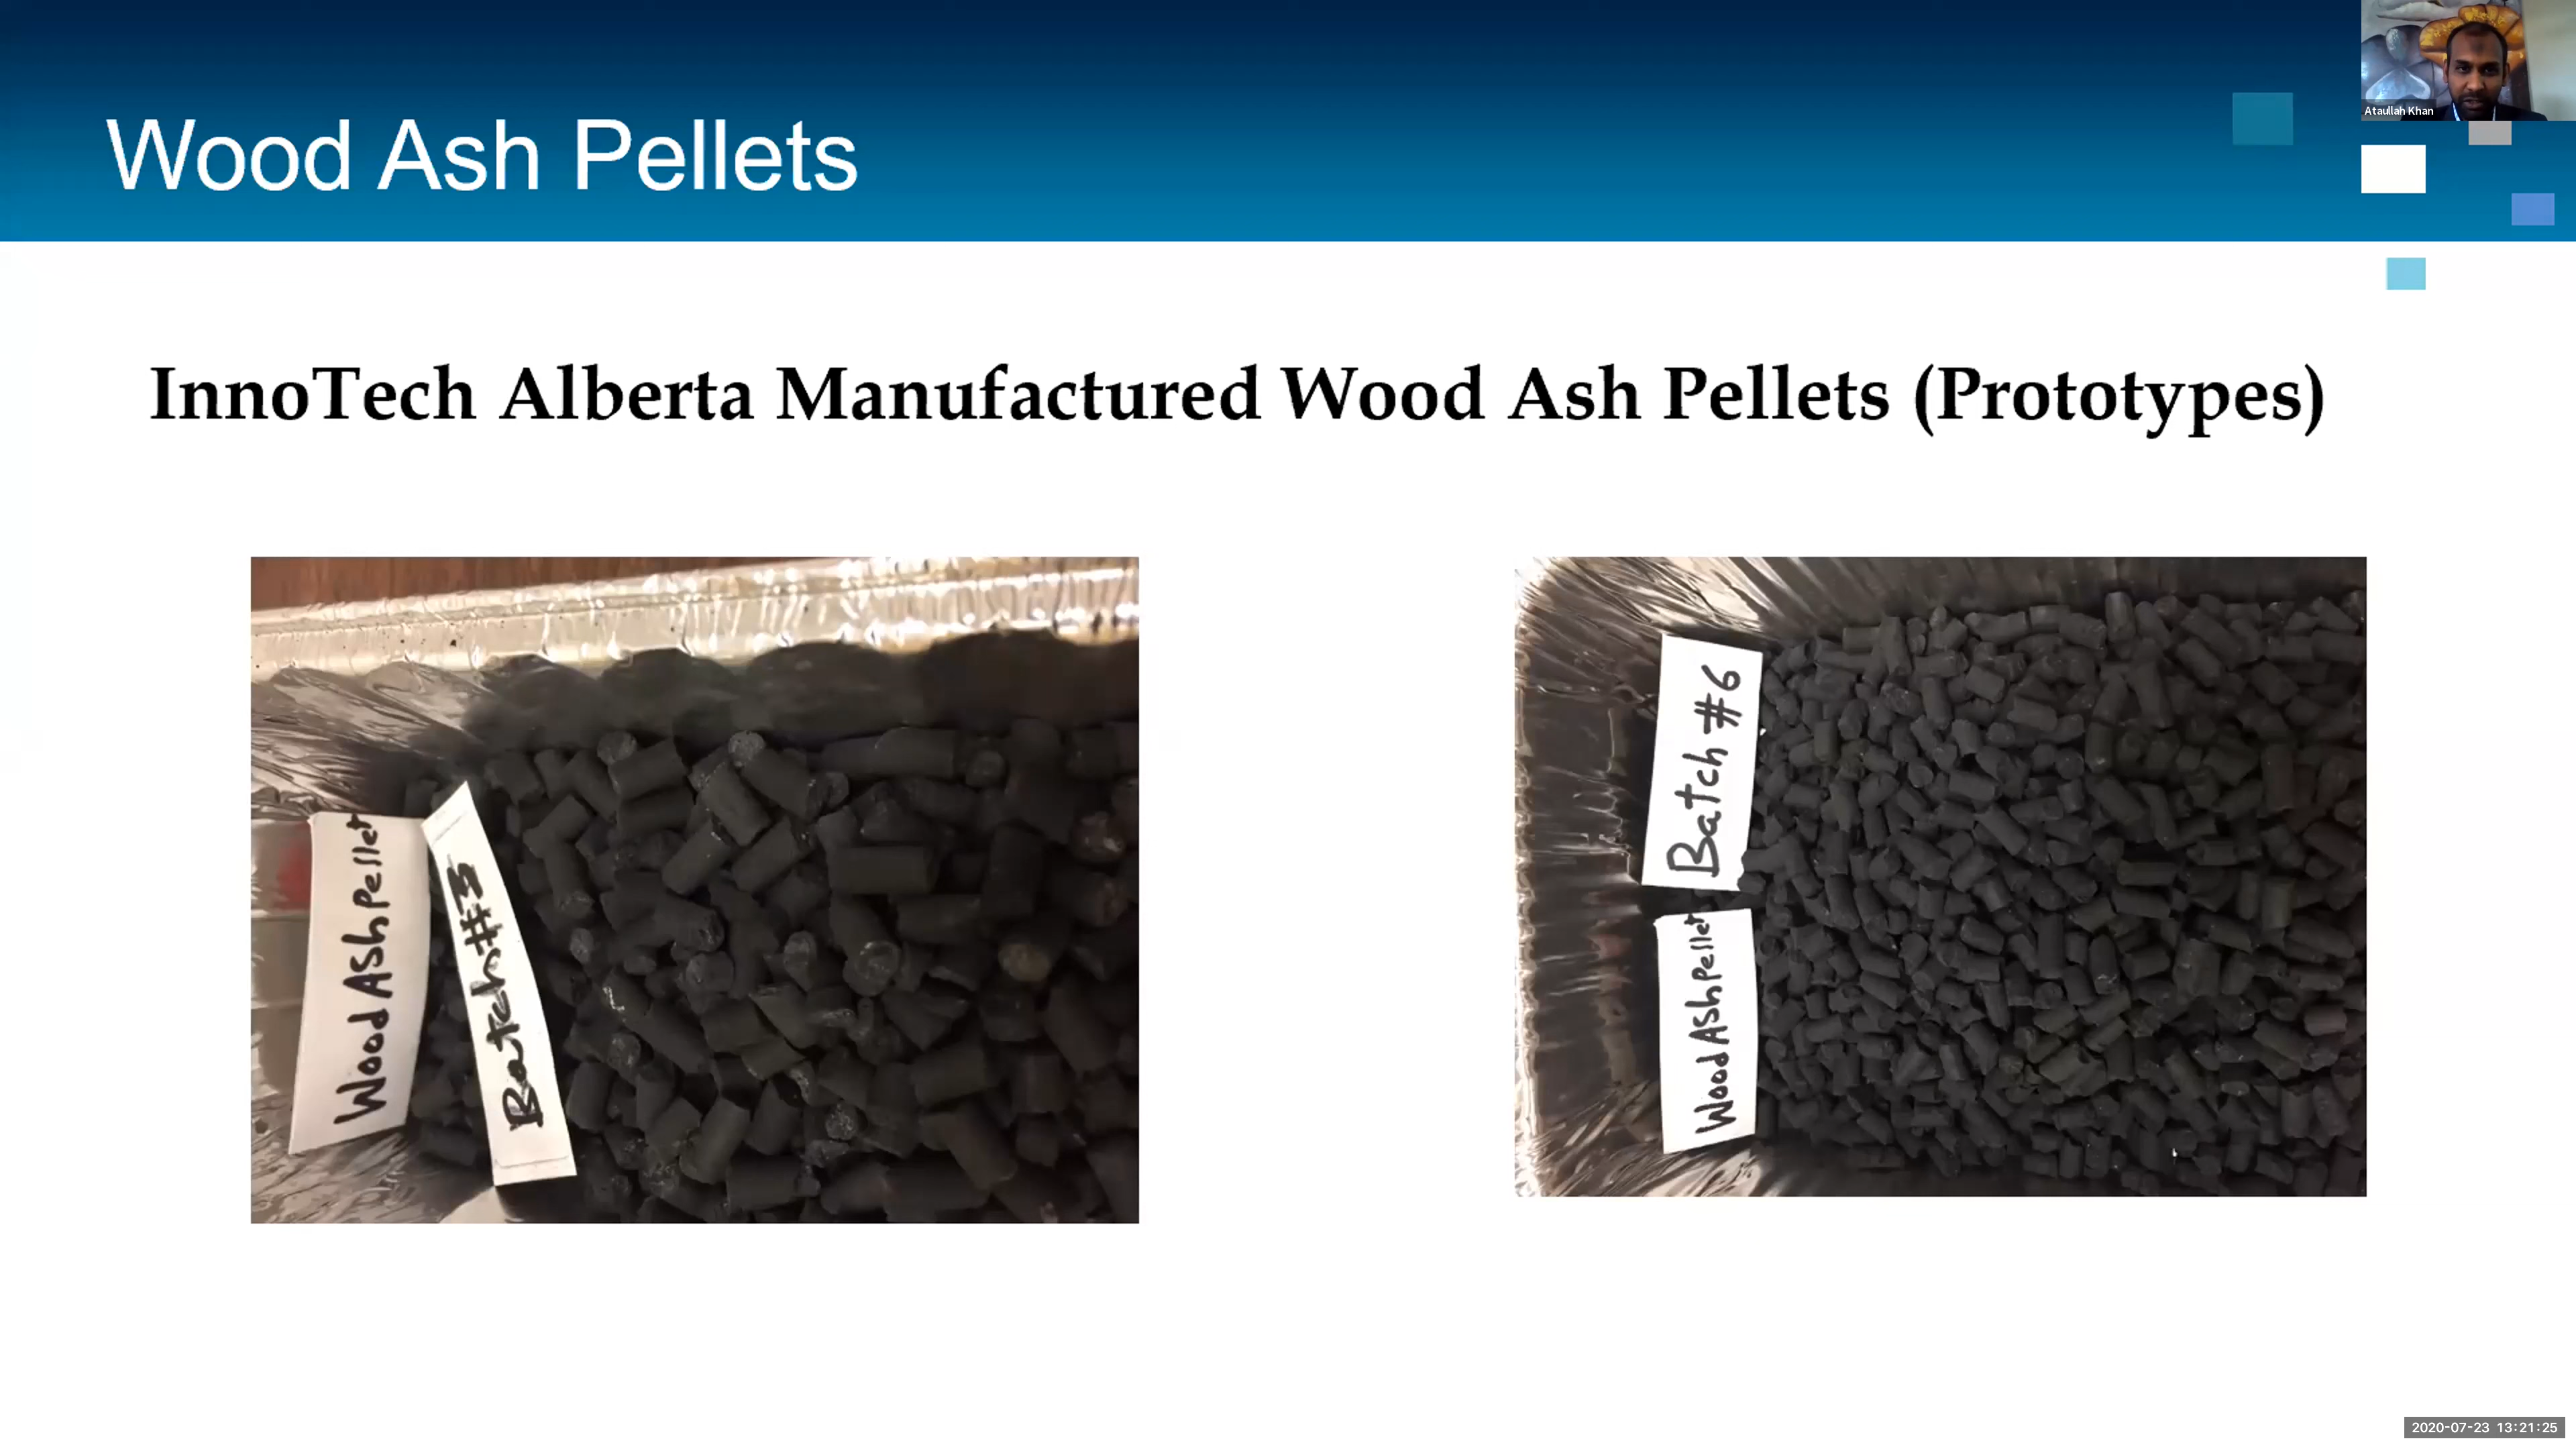 Ataullah Khan
Wood Ash Pellets
InnoTech Alberta Manufactured Wood Ash Pellets (Prototypes)
Wood Ash Pellet
Batch #3
Batch #6
Wood Ash Pellet
2020-07-23 13:21:25